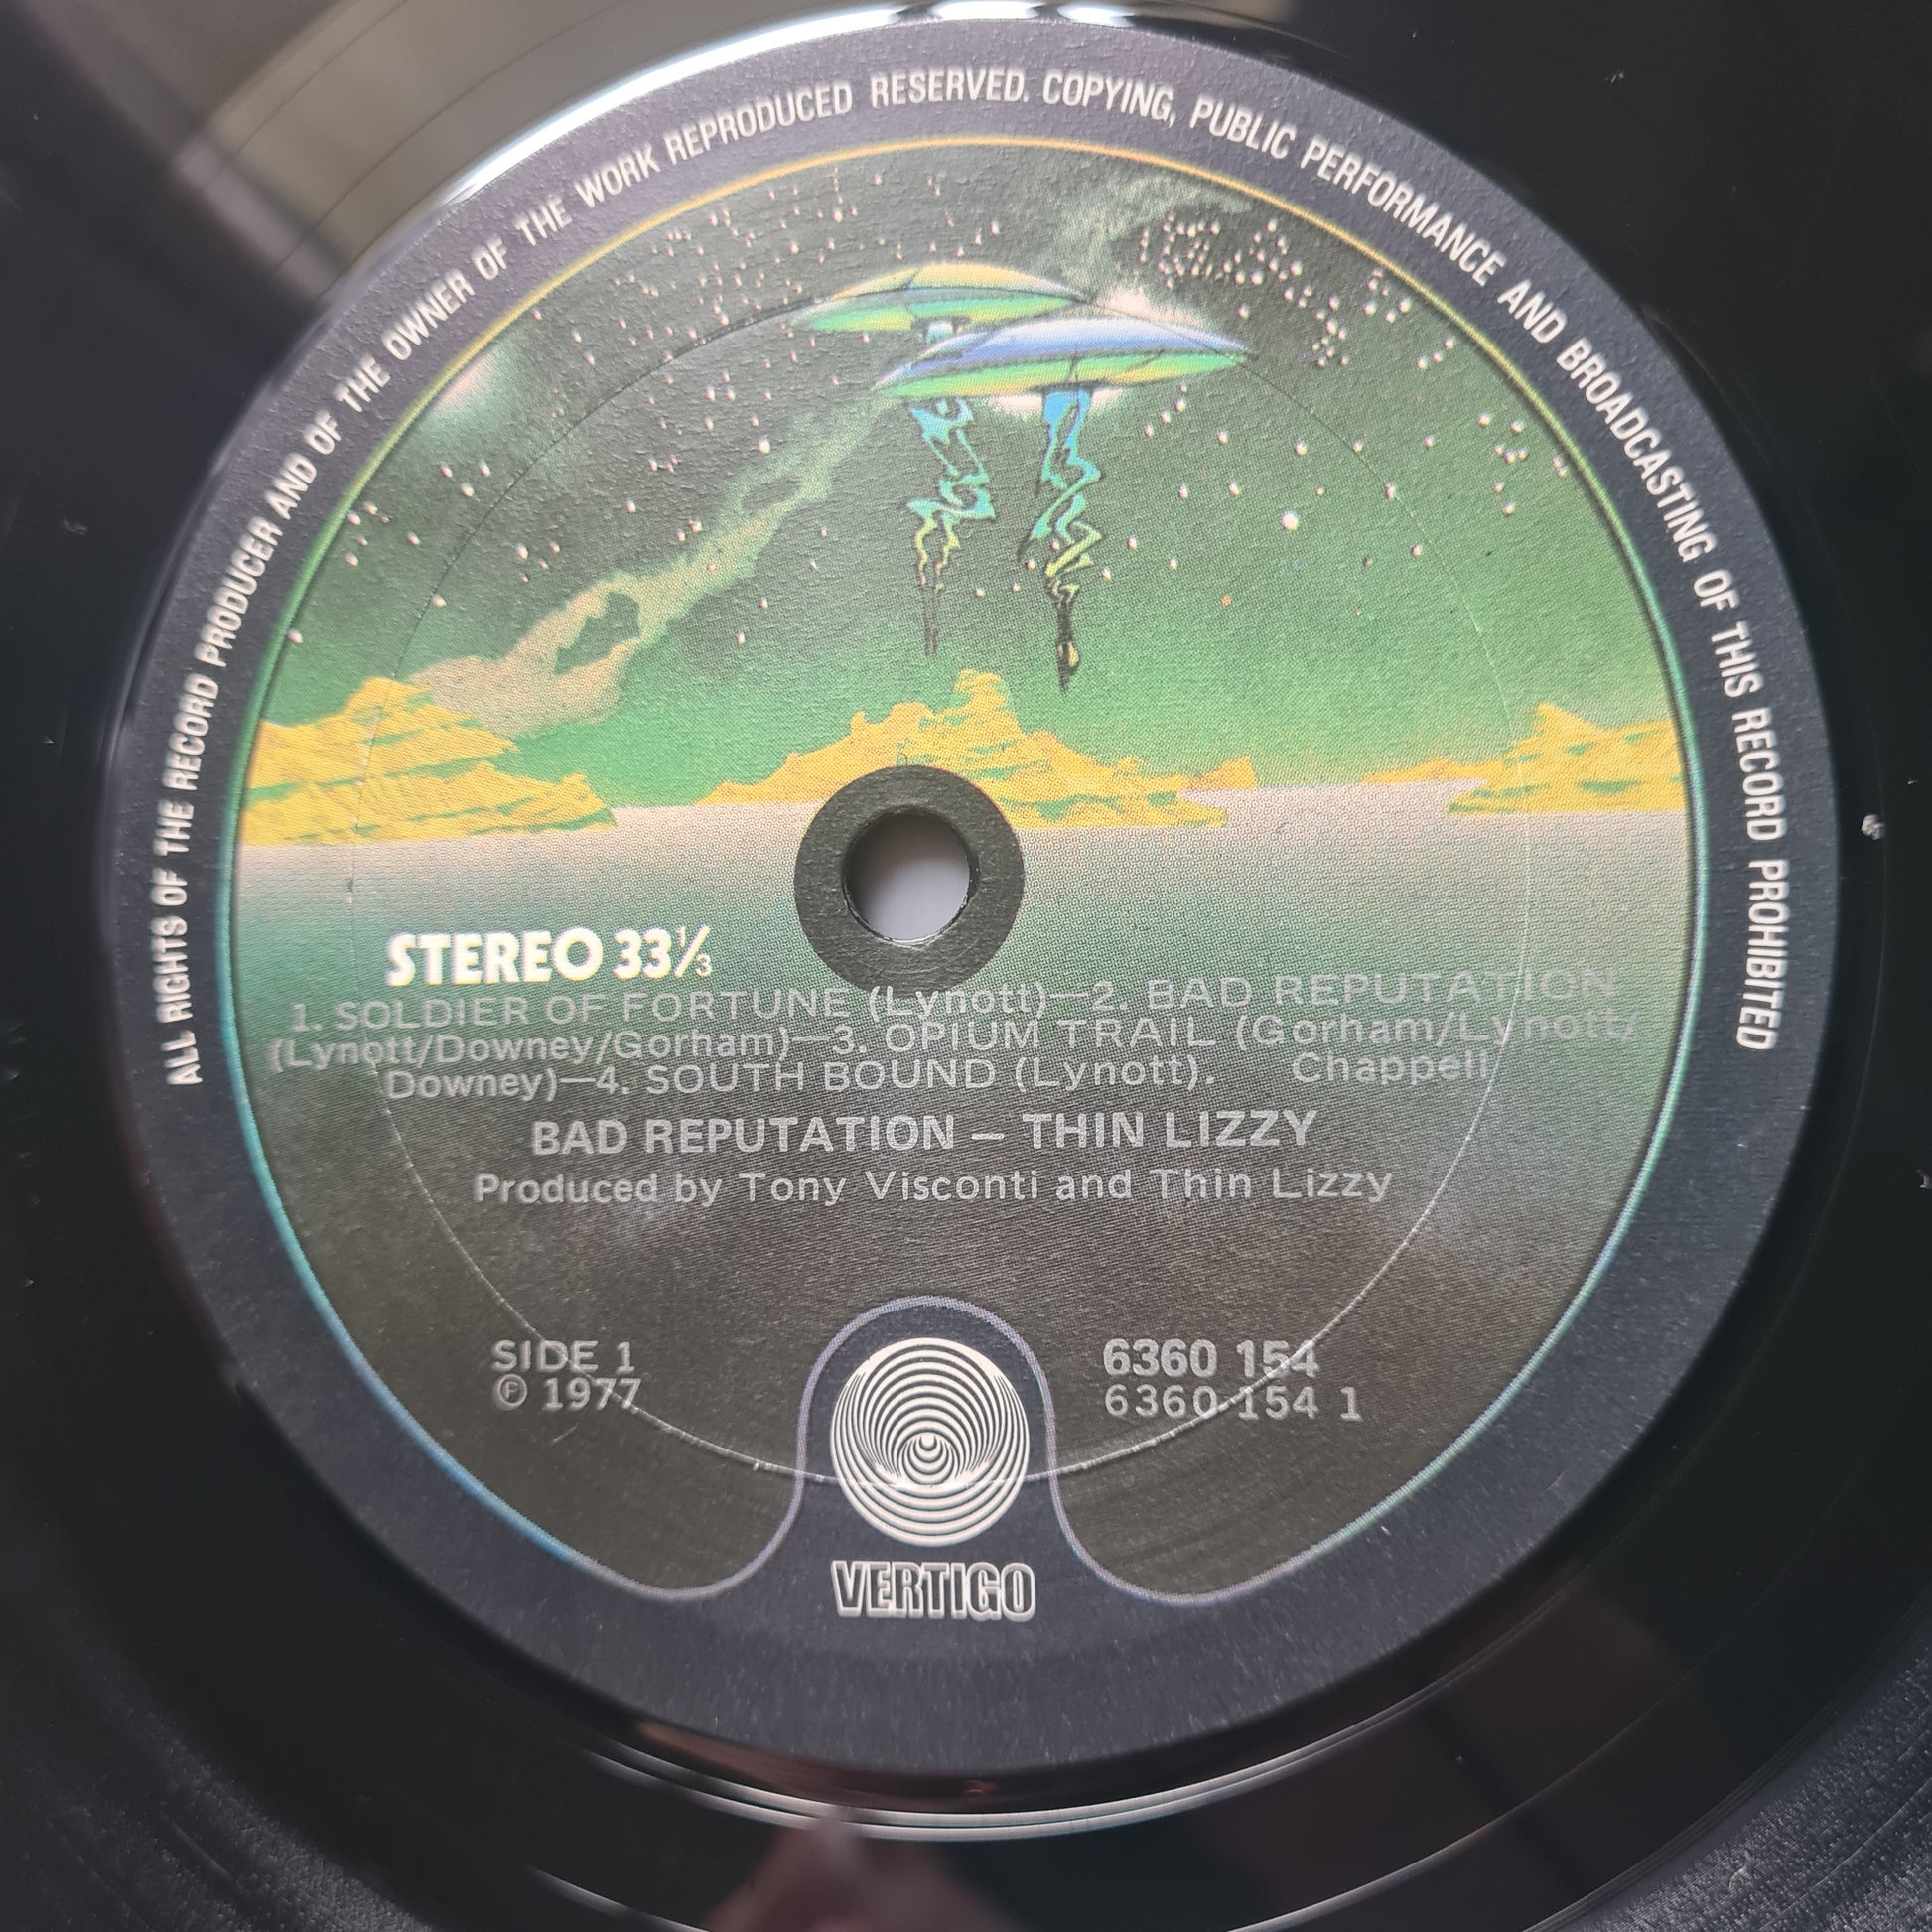 ALL RIGHTS OF THE RECORD PRODUCER AND OF THE OWNER OF THE WORK REPRODUCED RESERVED. COPYING, PUBLIC PERFORMANCE AND BROADCASTING OF THIS RECORD PROHIBITED
STEREO 33⅓
1. SOLDIER OF FORTUNE (Lynott)—2. BAD REPUTATION
(Lynott/Downey/Gorham)—3. OPIUM TRAIL (Gorham/Lynott/
Downey)—4. SOUTH BOUND (Lynott). Chappell
BAD REPUTATION – THIN LIZZY
Produced by Tony Visconti and Thin Lizzy
SIDE 1 6360 154
Ⓟ 1977 6360 154 1
VERTIGO